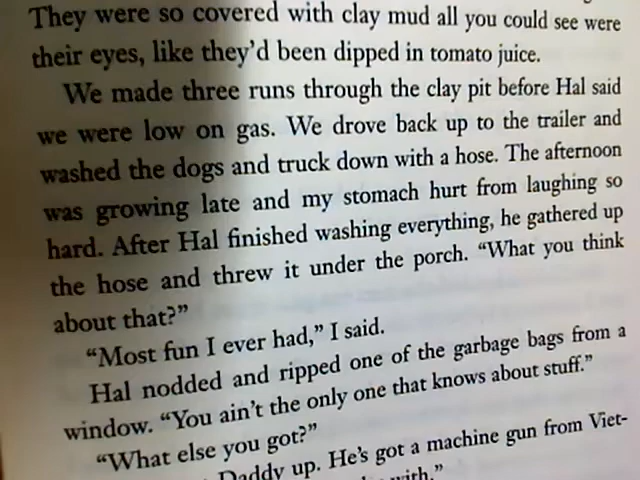 They were so covered with clay mud all you could see were
their eyes, like they'd been dipped in tomato juice.
We made three runs through the clay pit before Hal said
we were low on gas. We drove back up to the trailer and
washed the dogs and truck down with a hose. The afternoon
was growing late and my stomach hurt from laughing so
hard. After Hal finished washing everything, he gathered up
the hose and threw it under the porch. “What you think
about that?”
“Most fun I ever had,” I said.
Hal nodded and ripped one of the garbage bags from a
window. “You ain't the only one that knows about stuff.”
“What else you got?”
Daddy up. He's got a machine gun from Viet-
with.”